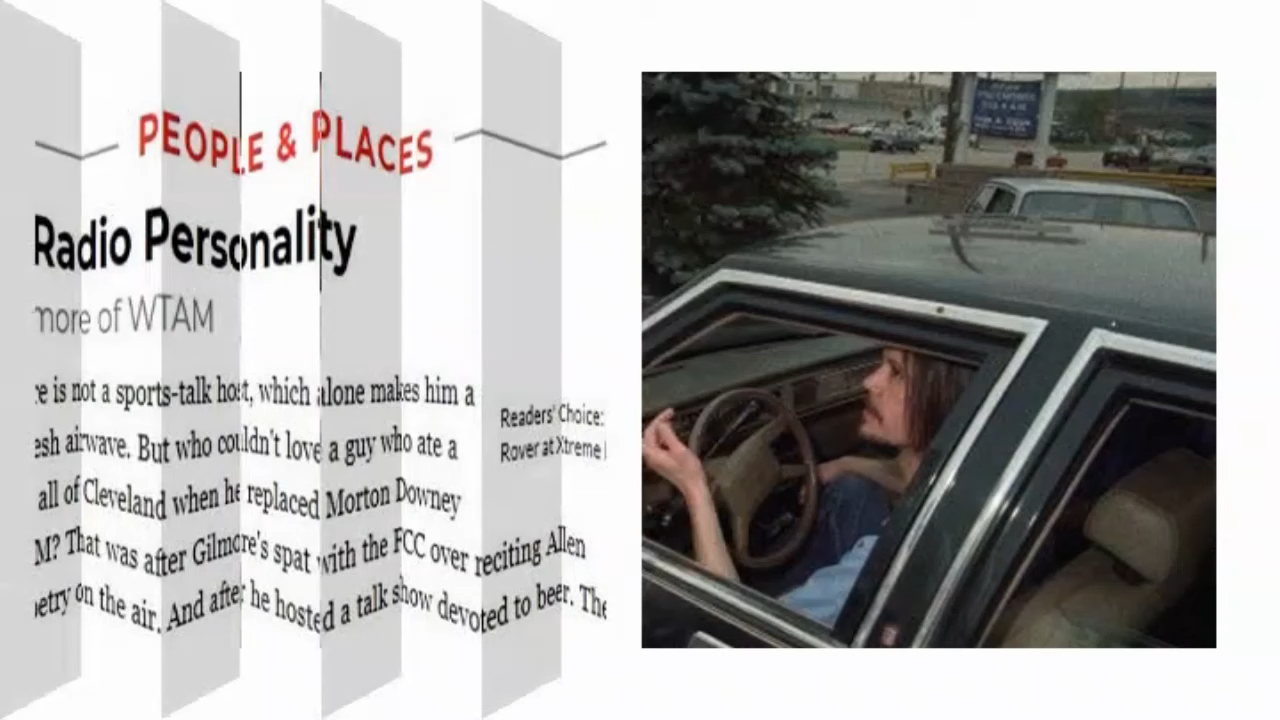 PEOPLE & PLACES
Radio Personality
more of WTAM
e is not a sports-talk host, which alone makes him a
esh airwave. But who couldn't love a guy who ate a
all of Cleveland when he replaced Morton Downey
M? That was after Gilmore's spat with the FCC over reciting Allen
etry on the air. And after he hosted a talk show devoted to beer. The
Readers' Choice:
Rover at Xtreme